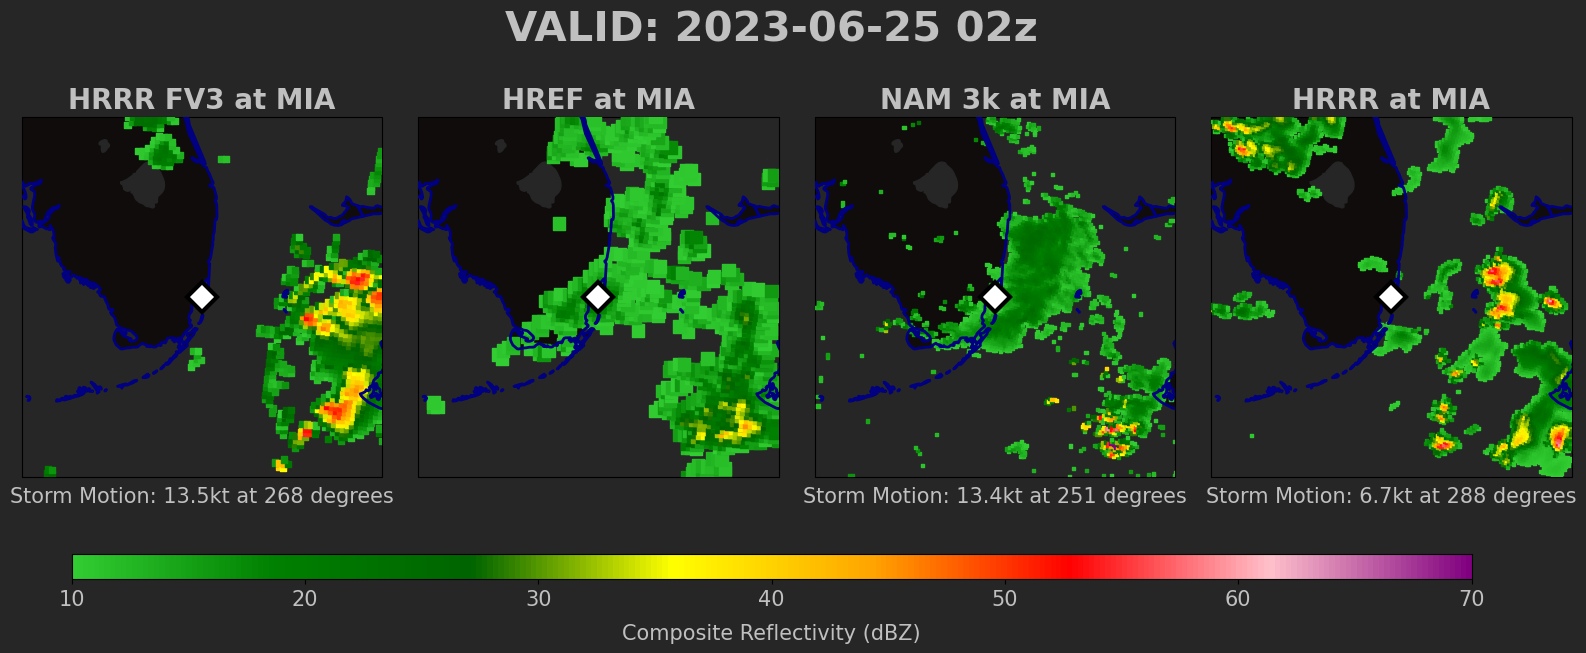 VALID: 2023-06-25 02z
HRRR FV3 at MIA
HREF at MIA
NAM 3k at MIA
HRRR at MIA
Storm Motion: 13.5kt at 268 degrees
Storm Motion: 13.4kt at 251 degrees
Storm Motion: 6.7kt at 288 degrees
10 20 30 40 50 60 70
Composite Reflectivity (dBZ)